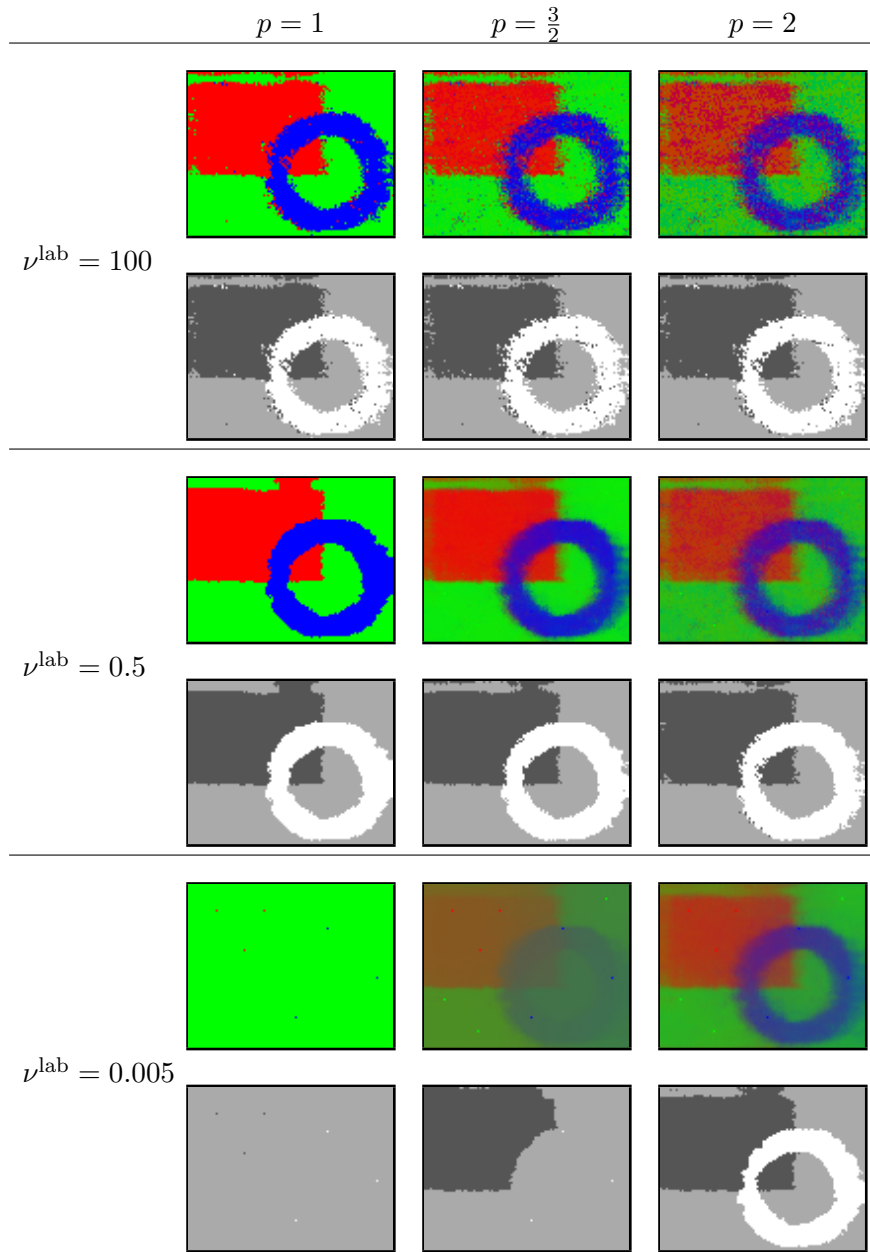 p = 1 p = 3/2 p = 2
ν^lab = 100
ν^lab = 0.5
ν^lab = 0.005